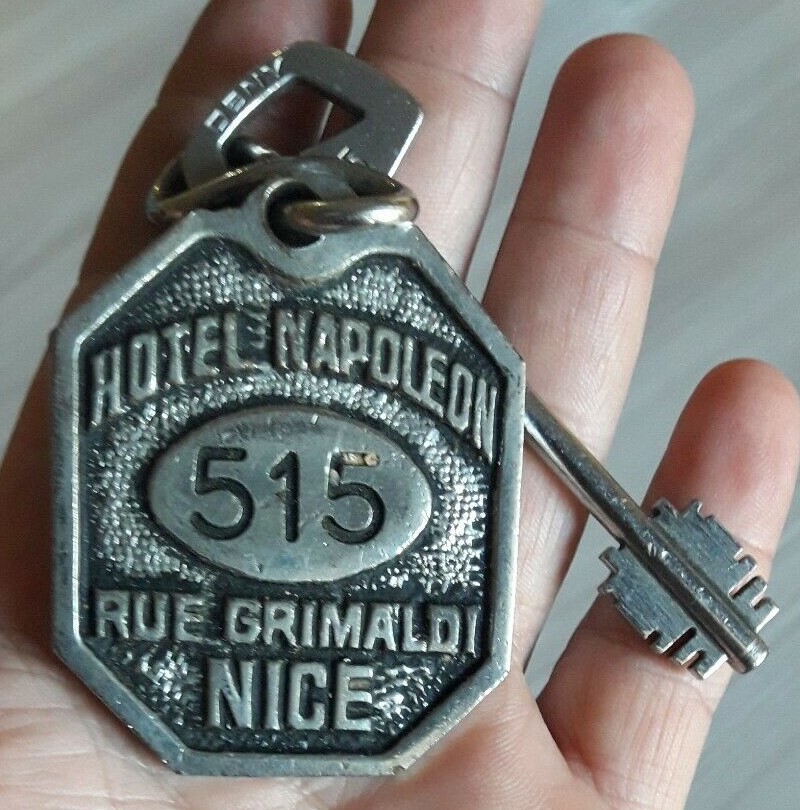 DENY
HOTEL NAPOLEON
515
RUE GRIMALDI
NICE